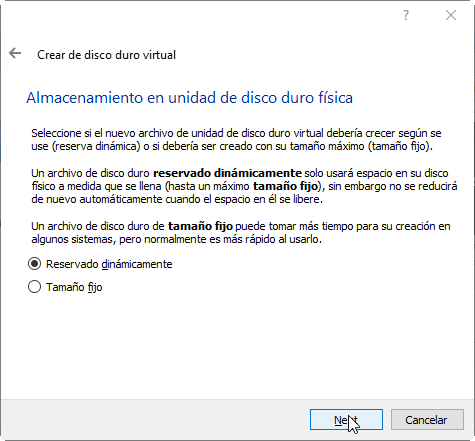 Crear de disco duro virtual
Almacenamiento en unidad de disco duro física
Seleccione si el nuevo archivo de unidad de disco duro virtual debería crecer según se
use (reserva dinámica) o si debería ser creado con su tamaño máximo (tamaño fijo).
Un archivo de disco duro reservado dinámicamente solo usará espacio en su disco
físico a medida que se llena (hasta un máximo tamaño fijo), sin embargo no se reducirá
de nuevo automáticamente cuando el espacio en él se libere.
Un archivo de disco duro de tamaño fijo puede tomar más tiempo para su creación en
algunos sistemas, pero normalmente es más rápido al usarlo.
Reservado dinámicamente
Tamaño fijo
Next
Cancelar